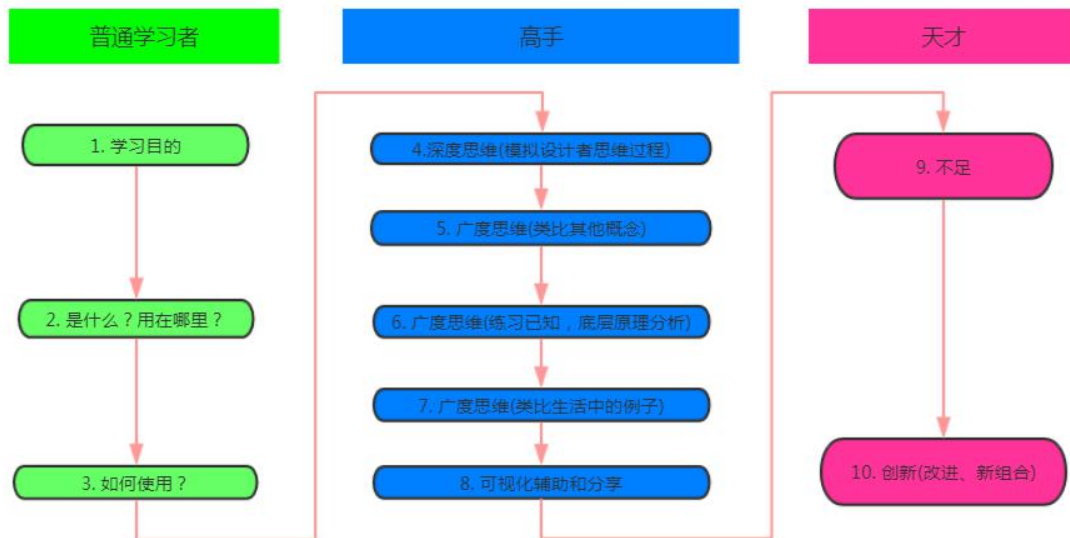 普通学习者
高手
天才
1. 学习目的
2. 是什么？用在哪里？
3. 如何使用？
4.深度思维(模拟设计者思维过程)
5. 广度思维(类比其他概念)
6. 广度思维(练习已知，底层原理分析)
7. 广度思维(类比生活中的例子)
8. 可视化辅助和分享
9. 不足
10. 创新(改进、新组合)